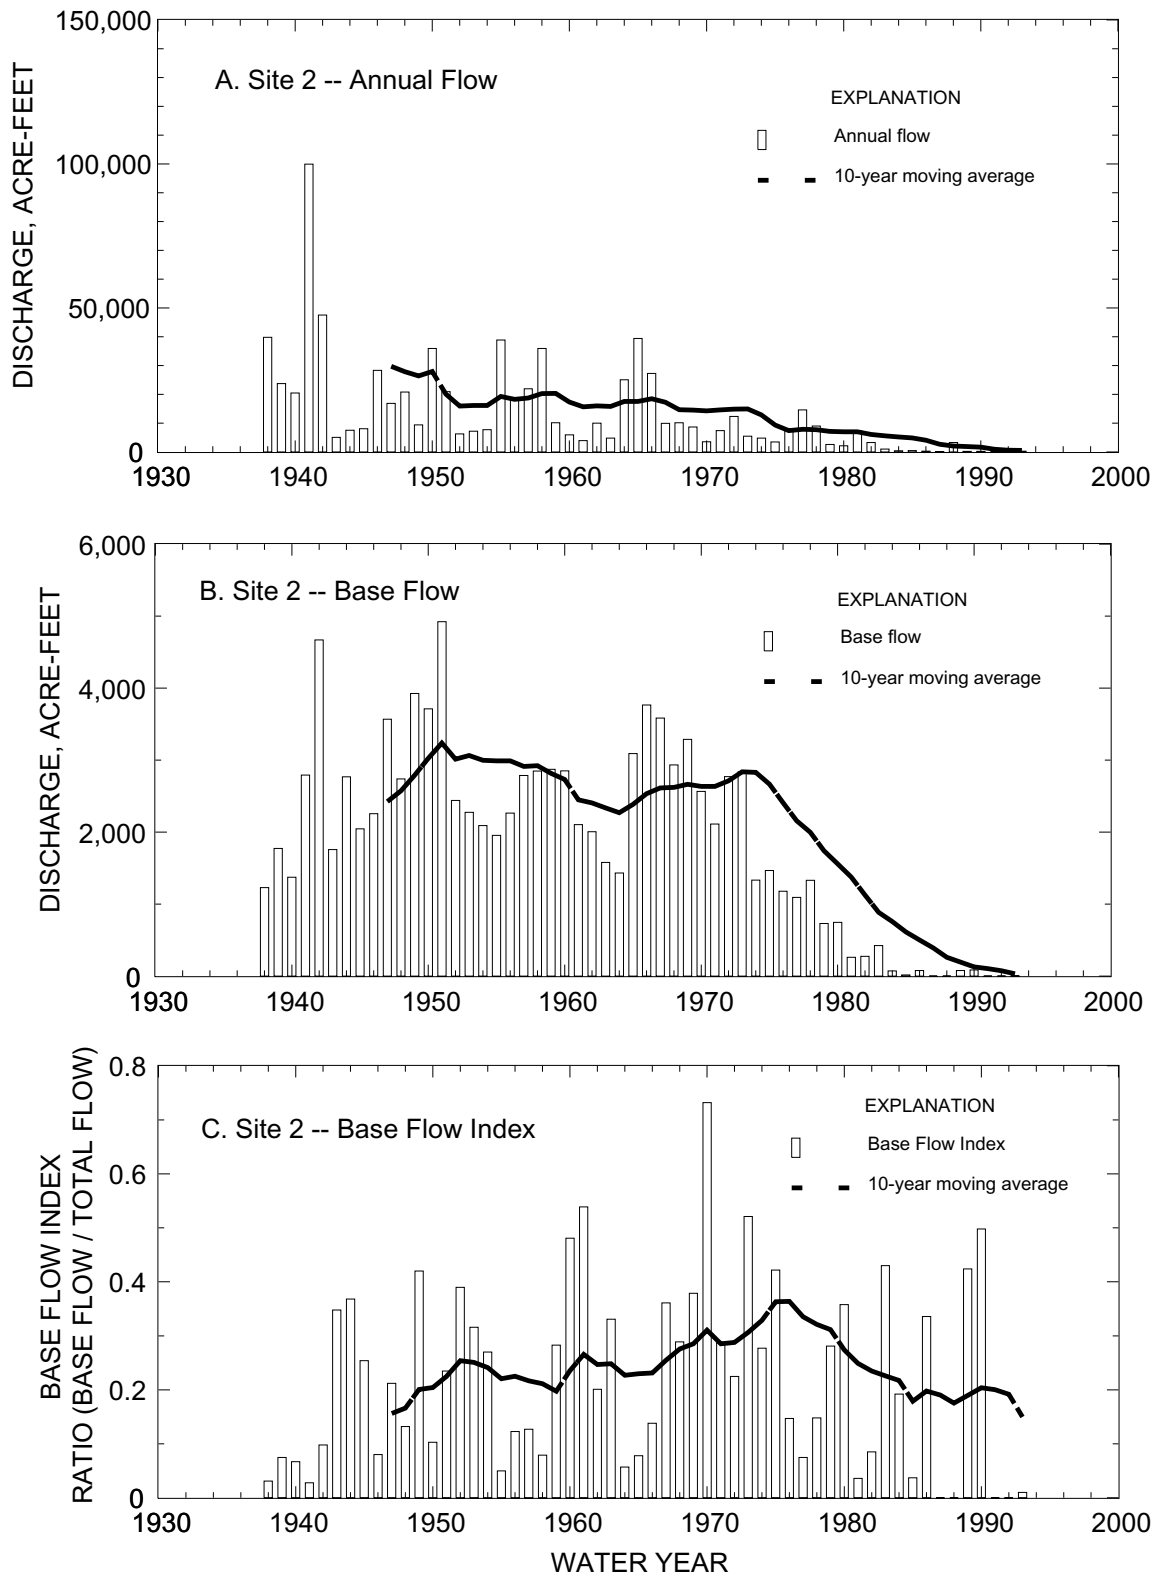 A. Site 2 -- Annual Flow
EXPLANATION
Annual flow
10-year moving average
DISCHARGE, ACRE-FEET
150,000
100,000
50,000
0
1930 1940 1950 1960 1970 1980 1990 2000
B. Site 2 -- Base Flow
EXPLANATION
Base flow
10-year moving average
DISCHARGE, ACRE-FEET
6,000
4,000
2,000
0
1930 1940 1950 1960 1970 1980 1990 2000
C. Site 2 -- Base Flow Index
EXPLANATION
Base Flow Index
10-year moving average
BASE FLOW INDEX
RATIO (BASE FLOW / TOTAL FLOW)
0.8
0.6
0.4
0.2
0
1930 1940 1950 1960 1970 1980 1990 2000
WATER YEAR